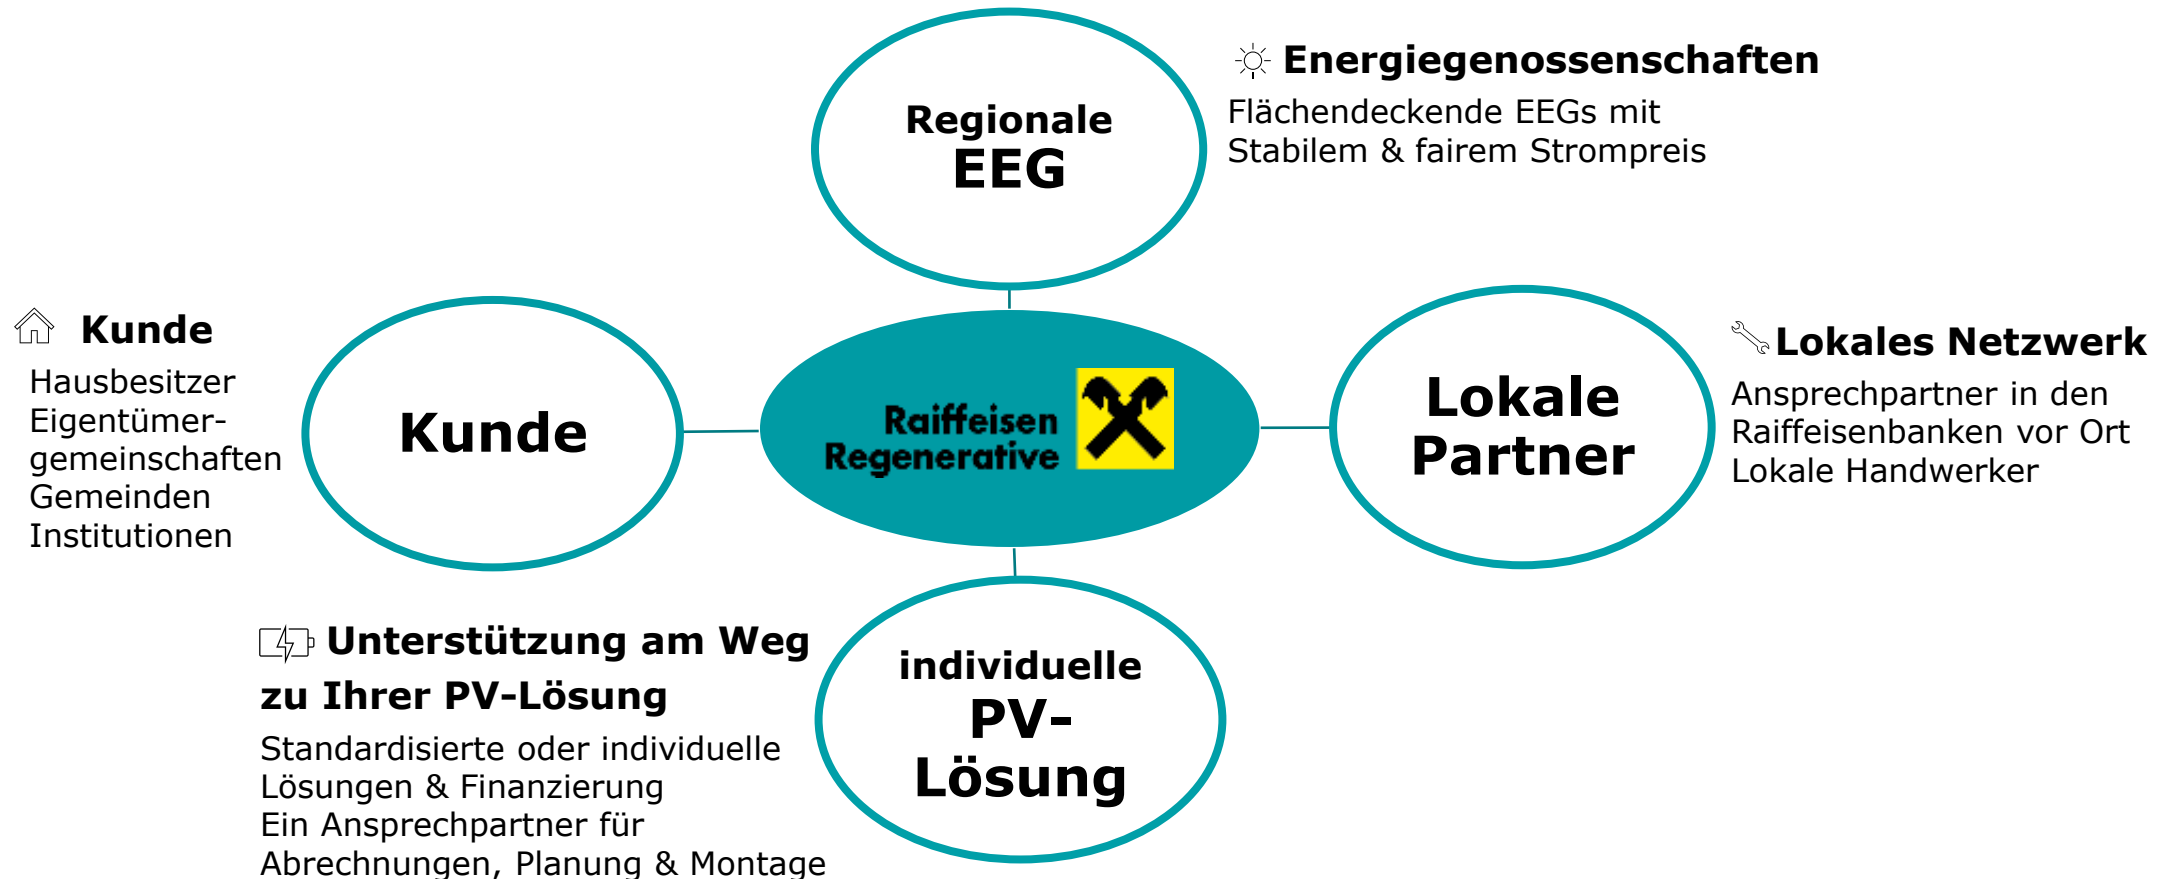 Regionale
EEG
Energiegenossenschaften
Flächendeckende EEGs mit
Stabilem & fairem Strompreis
Kunde
Hausbesitzer
Eigentümer-
gemeinschaften
Gemeinden
Institutionen
Kunde
Raiffeisen
Regenerative
Lokale
Partner
Lokales Netzwerk
Ansprechpartner in den
Raiffeisenbanken vor Ort
Lokale Handwerker
Unterstützung am Weg
zu Ihrer PV-Lösung
Standardisierte oder individuelle
Lösungen & Finanzierung
Ein Ansprechpartner für
Abrechnungen, Planung & Montage
individuelle
PV-
Lösung